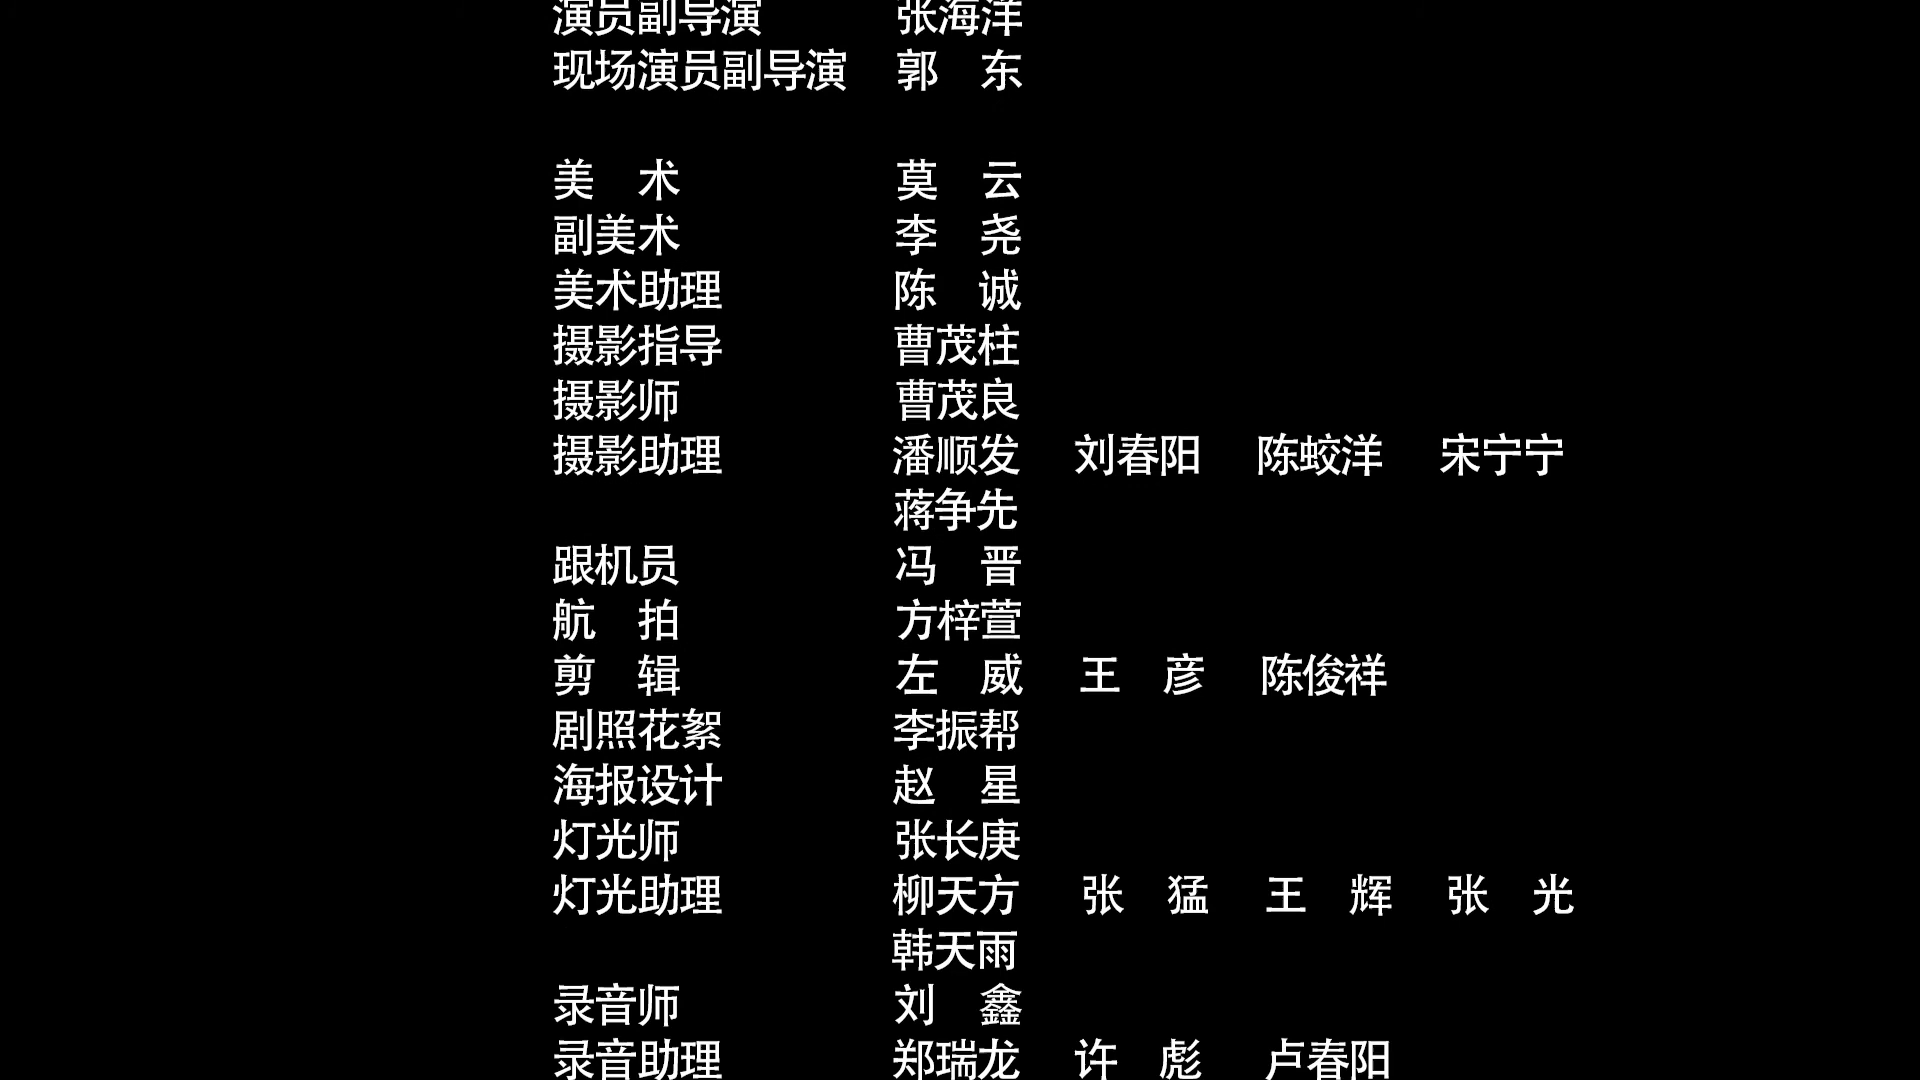 演员副导演 张海洋
现场演员副导演 郭 东
美 术 莫 云
副美术 李 尧
美术助理 陈 诚
摄影指导 曹茂柱
摄影师 曹茂良
摄影助理 潘顺发 刘春阳 陈蛟洋 宋宁宁
蒋争先
跟机员 冯 晋
航 拍 方梓萱
剪 辑 左 威 王 彦 陈俊祥
剧照花絮 李振帮
海报设计 赵 星
灯光师 张长庚
灯光助理 柳天方 张 猛 王 辉 张 光
韩天雨
录音师 刘 鑫
录音助理 郑瑞龙 许 彪 卢春阳